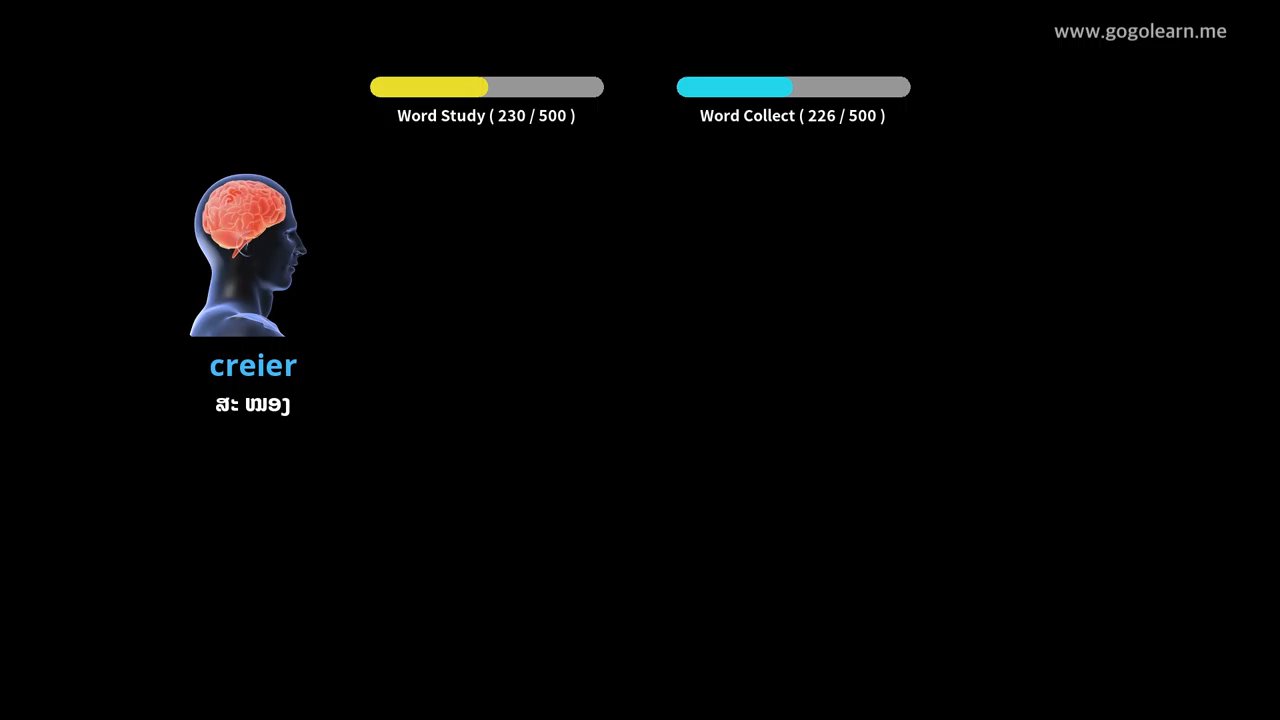 www.gogolearn.me
Word Study ( 230 / 500 )
Word Collect ( 226 / 500 )
creier
ສະ ໝອງ